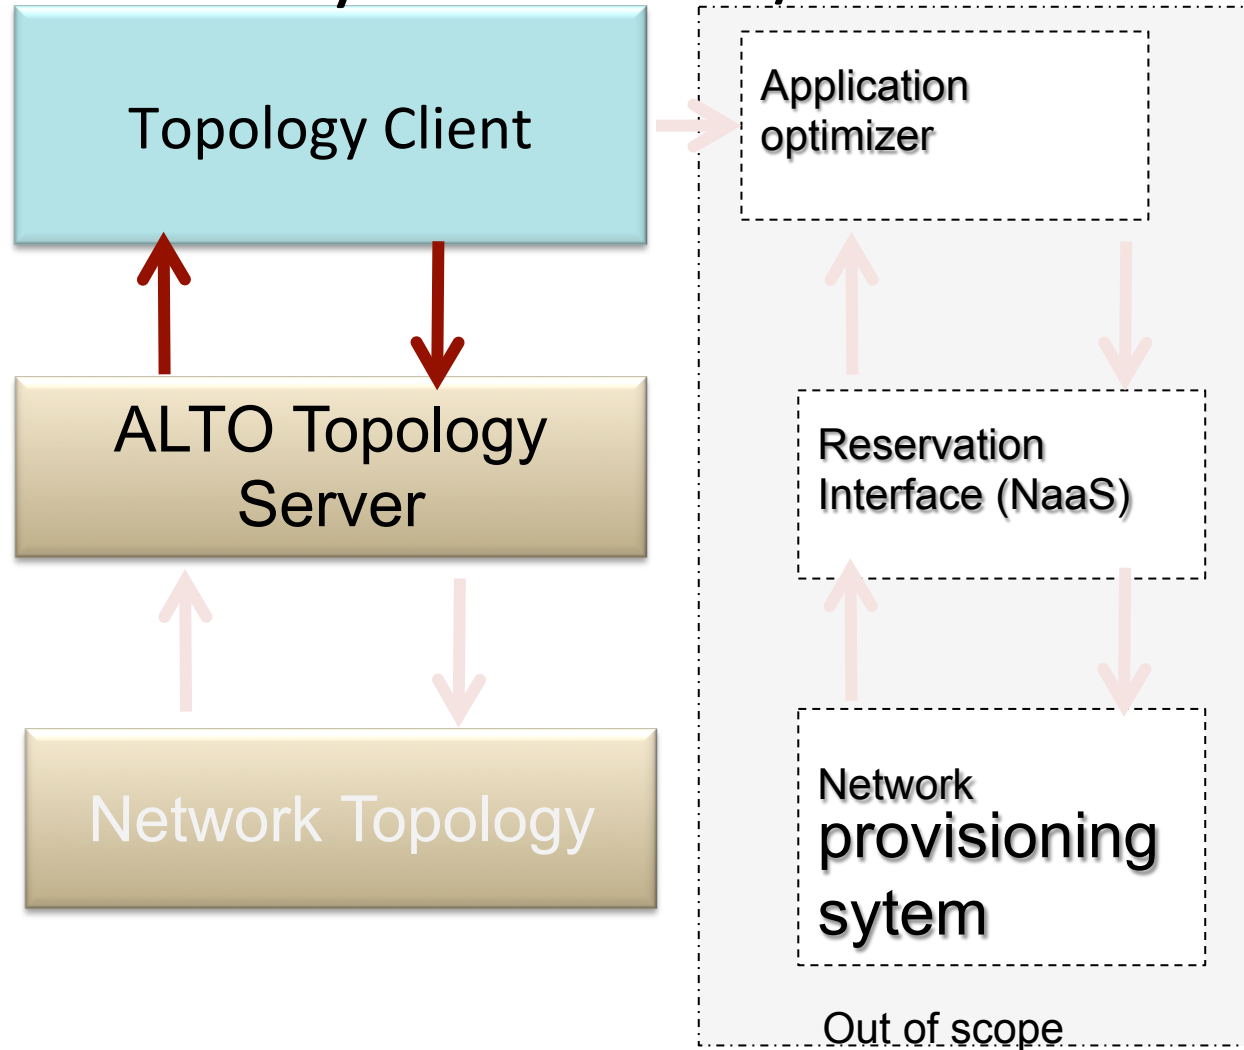 Topology Client
ALTO Topology
Server
Network Topology
Application
optimizer
Reservation
Interface (NaaS)
Network
provisioning
sytem
Out of scope